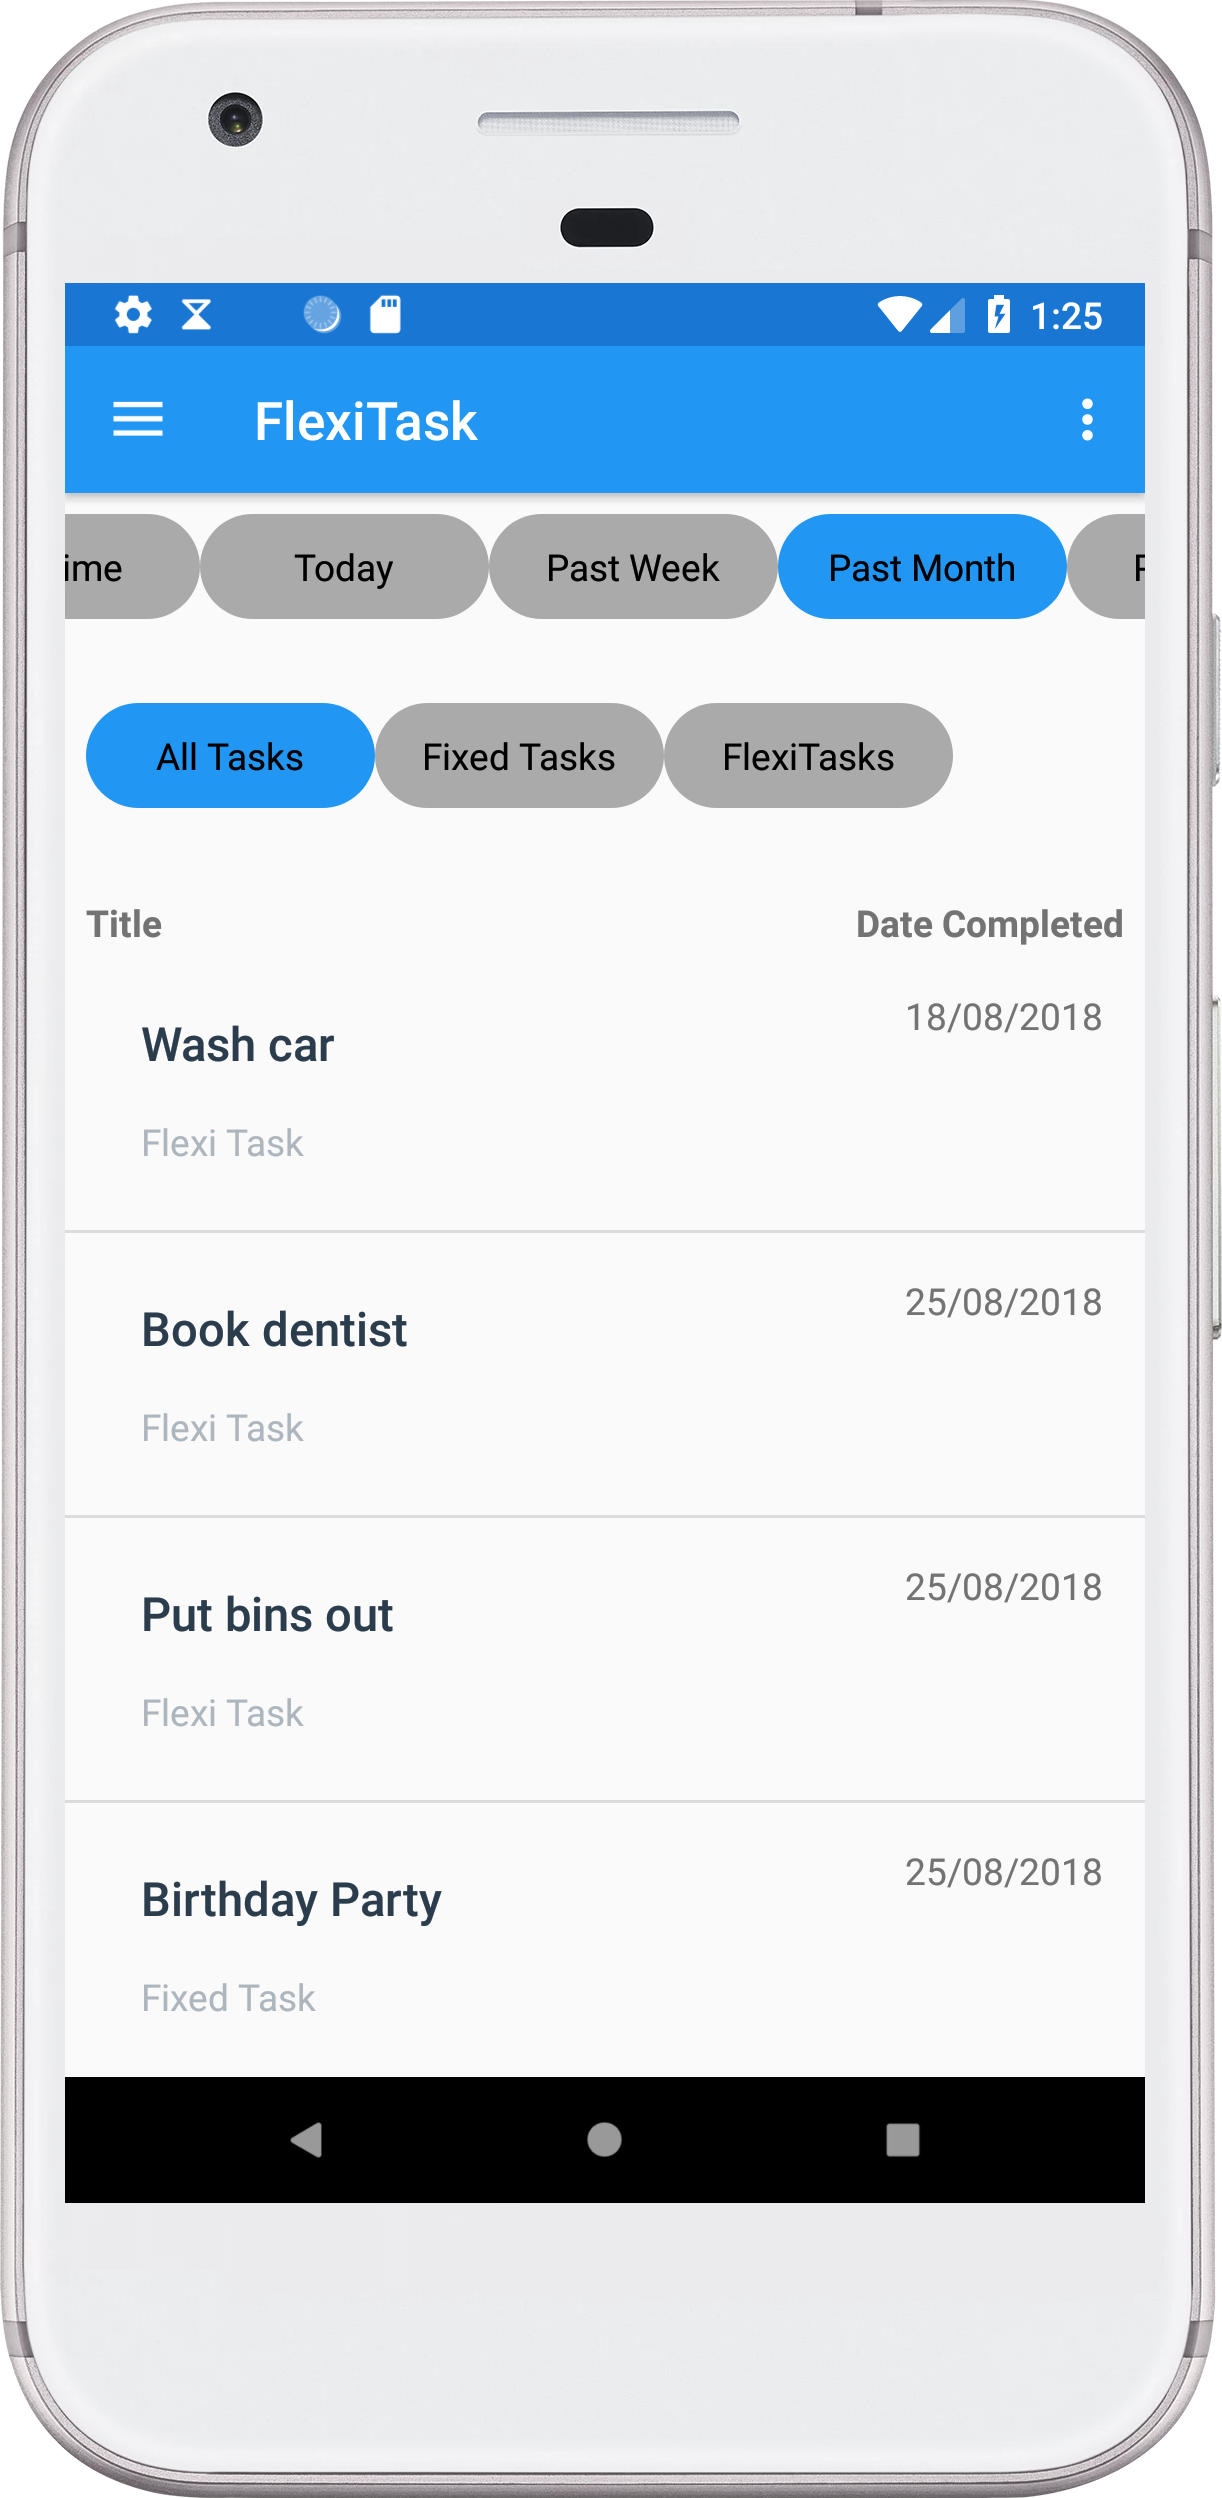 1:25
FlexiTask
ime Today Past Week Past Month
All Tasks Fixed Tasks FlexiTasks
Title Date Completed
18/08/2018
Wash car
Flexi Task
25/08/2018
Book dentist
Flexi Task
25/08/2018
Put bins out
Flexi Task
25/08/2018
Birthday Party
Fixed Task